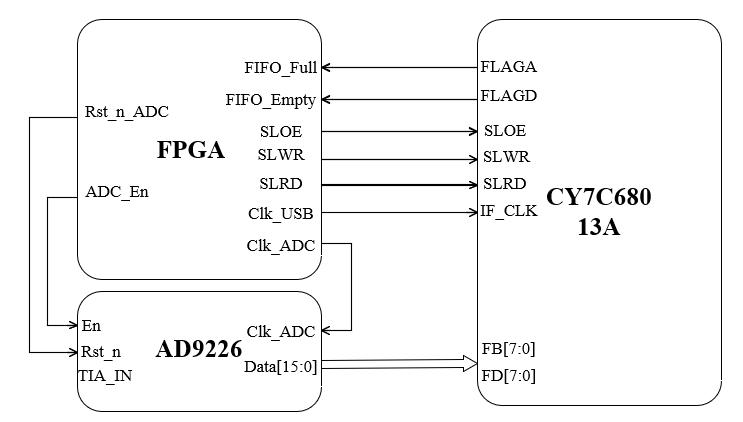 FIFO_Full
FIFO_Empty
Rst_n_ADC
SLOE
FPGA
SLWR
SLRD
ADC_En
Clk_USB
Clk_ADC
En
Clk_ADC
AD9226
Rst_n
Data[15:0]
TIA_IN
FLAGA
FLAGD
SLOE
SLWR
SLRD
CY7C680
IF_CLK
13A
FB[7:0]
FD[7:0]